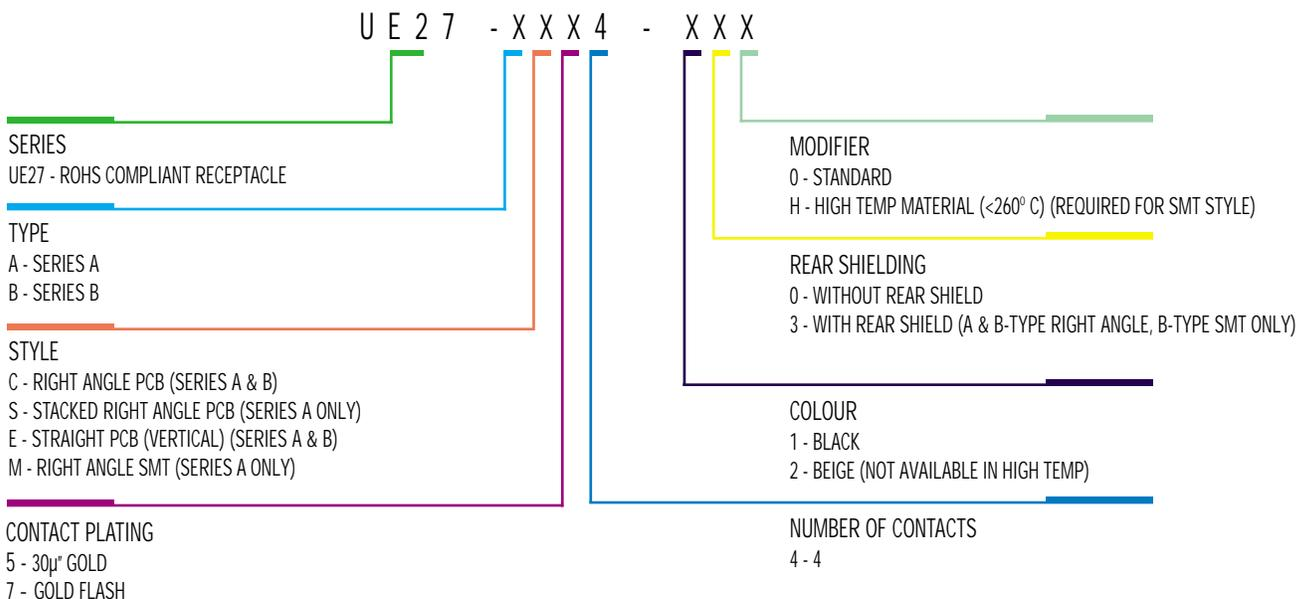 UE27 -XXX4 - XXX
SERIES
UE27 - ROHS COMPLIANT RECEPTACLE
TYPE
A - SERIES A
B - SERIES B
STYLE
C - RIGHT ANGLE PCB (SERIES A & B)
S - STACKED RIGHT ANGLE PCB (SERIES A ONLY)
E - STRAIGHT PCB (VERTICAL) (SERIES A & B)
M - RIGHT ANGLE SMT (SERIES A ONLY)
CONTACT PLATING
5 - 30µ" GOLD
7 - GOLD FLASH
MODIFIER
0 - STANDARD
H - HIGH TEMP MATERIAL (<260⁰ C) (REQUIRED FOR SMT STYLE)
REAR SHIELDING
0 - WITHOUT REAR SHIELD
3 - WITH REAR SHIELD (A & B-TYPE RIGHT ANGLE, B-TYPE SMT ONLY)
COLOUR
1 - BLACK
2 - BEIGE (NOT AVAILABLE IN HIGH TEMP)
NUMBER OF CONTACTS
4 - 4